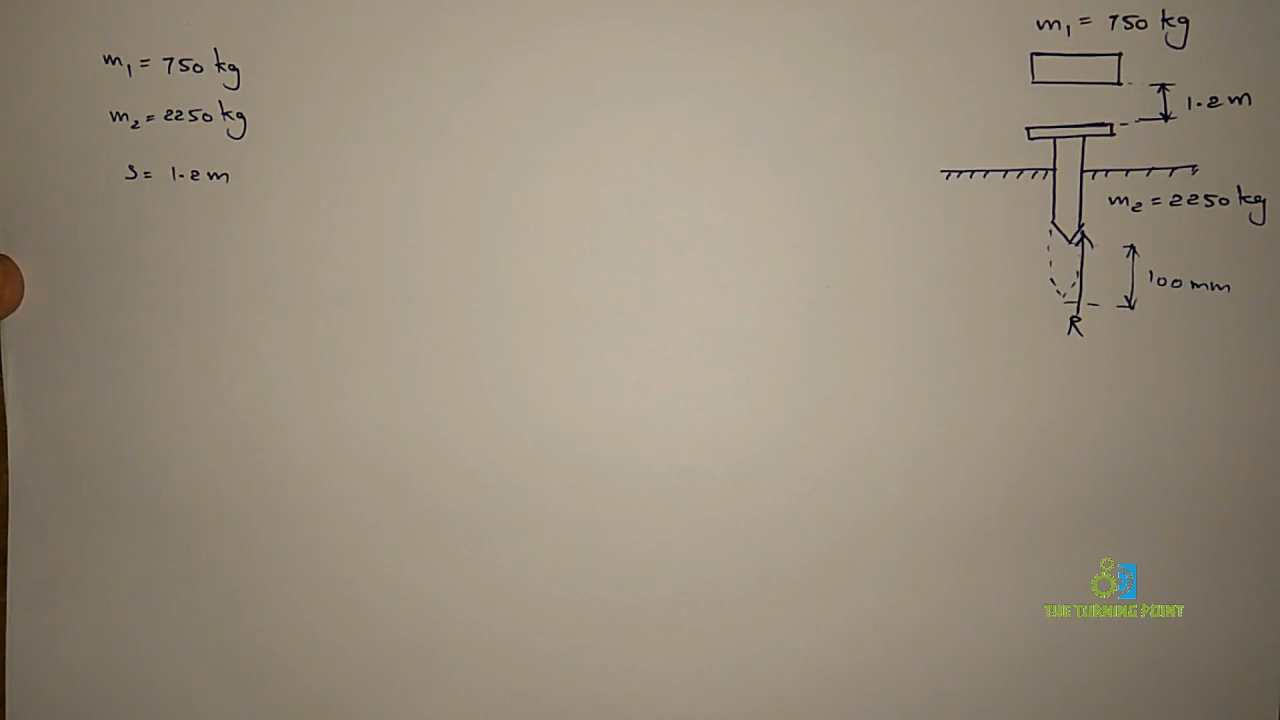 m₁ = 750 kg
m₂ = 2250 kg
S = 1.2 m
m₁ = 750 kg
1.2 m
m₂ = 2250 kg
100 mm
R
THE TURNING POINT